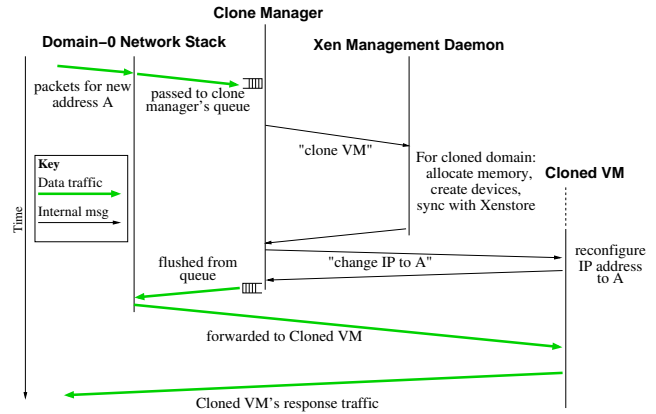 Clone Manager
Domain–0 Network Stack
Xen Management Daemon
packets for new
address A
passed to clone
manager's queue
"clone VM"
For cloned domain:
allocate memory,
create devices,
sync with Xenstore
Cloned VM
Key
Data traffic
Internal msg
Time
flushed from
queue
"change IP to A"
reconfigure
IP address
to A
forwarded to Cloned VM
Cloned VM's response traffic